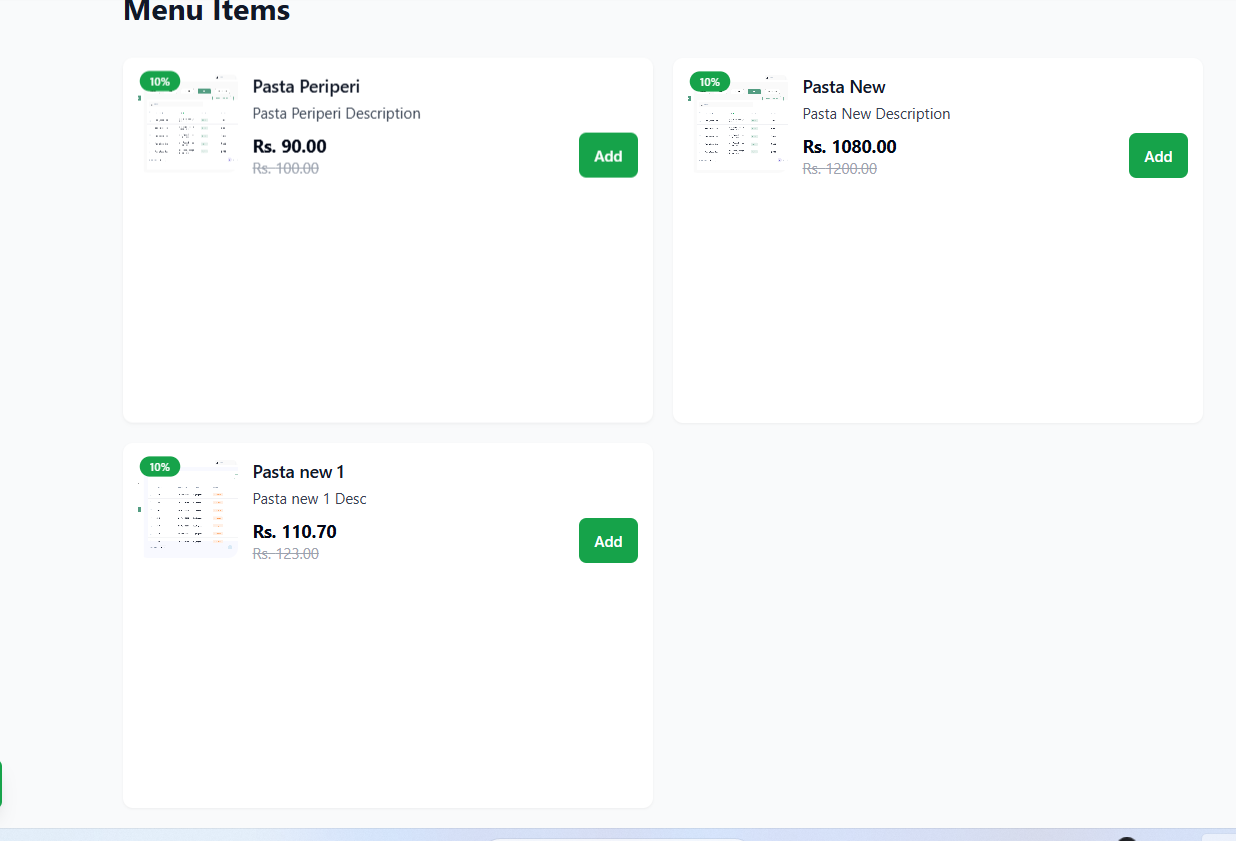 Menu Items
10%
Pasta Periperi
Pasta Periperi Description
Rs. 90.00
Rs. 100.00
Add
10%
Pasta New
Pasta New Description
Rs. 1080.00
Rs. 1200.00
Add
10%
Pasta new 1
Pasta new 1 Desc
Rs. 110.70
Rs. 123.00
Add